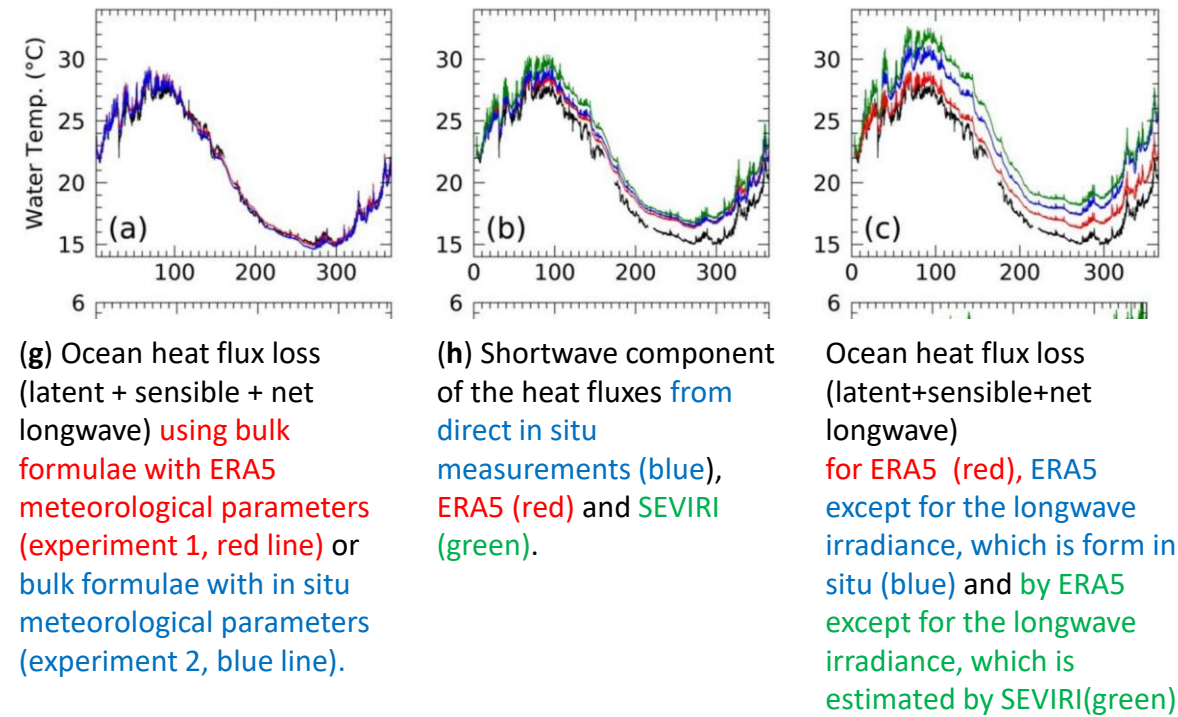 Water Temp. (°C)
30
25
20
15
(a)
100
200
300
6
30
25
20
15
(b)
0
100
200
300
6
30
25
20
15
(c)
0
100
200
300
6
(g) Ocean heat flux loss
(latent + sensible + net
longwave) using bulk
formulae with ERA5
meteorological parameters
(experiment 1, red line) or
bulk formulae with in situ
meteorological parameters
(experiment 2, blue line).
(h) Shortwave component
of the heat fluxes from
direct in situ
measurements (blue),
ERA5 (red) and SEVIRI
(green).
Ocean heat flux loss
(latent+sensible+net
longwave)
for ERA5 (red), ERA5
except for the longwave
irradiance, which is form in
situ (blue) and by ERA5
except for the longwave
irradiance, which is
estimated by SEVIRI(green)